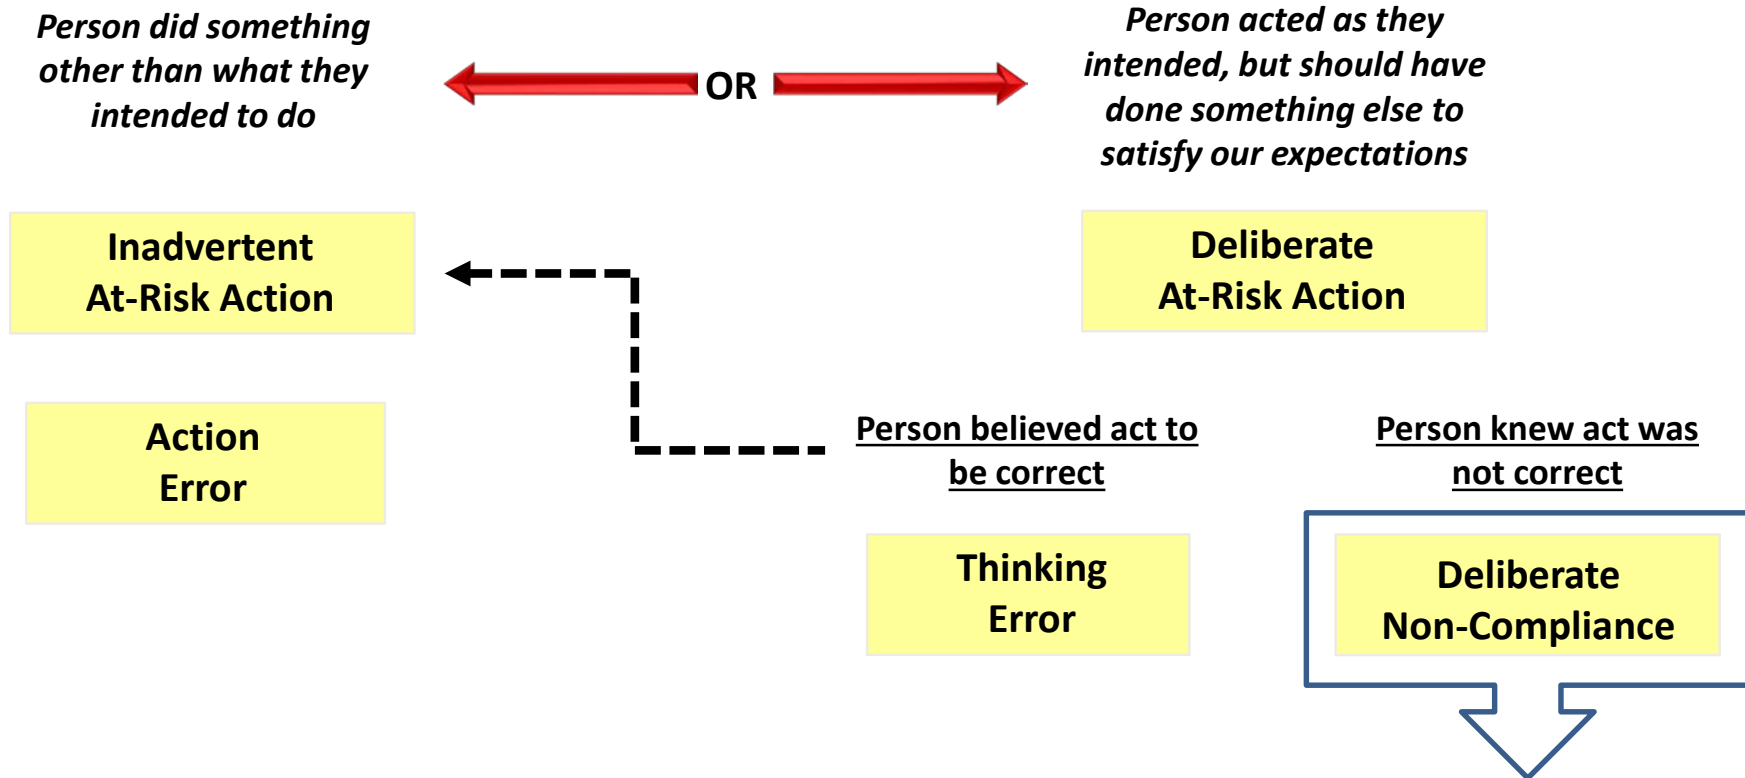 Person did something
other than what they
intended to do
OR
Person acted as they
intended, but should have
done something else to
satisfy our expectations
Inadvertent
At-Risk Action
Deliberate
At-Risk Action
Action
Error
Person believed act to
be correct
Person knew act was
not correct
Thinking
Error
Deliberate
Non-Compliance